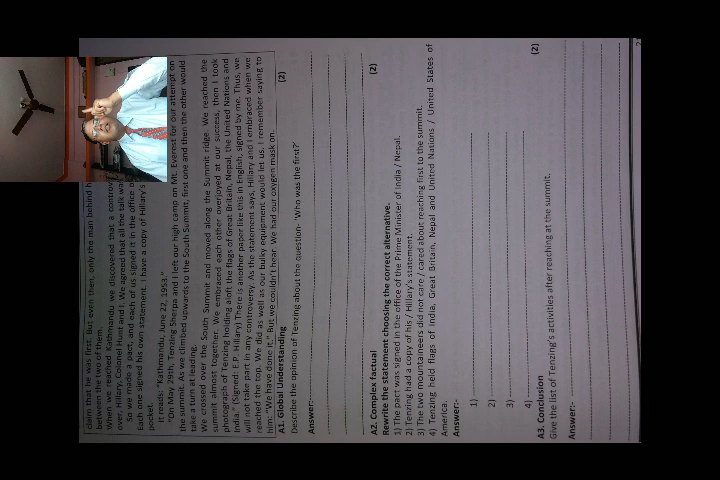 claim that he was first. But even then, only the man behind h
between the two of them.
When we reached Kathmandu, we discovered that a controv
over, Hillary, Colonel Hunt and I. We agreed that all the talk wa
So we made a pact, and each of us signed it in the office o
Each one signed his own statement. I have a copy of Hillary's
pocket.
It reads: "Kathmandu, June 22, 1953."
"On May 29th, Tenzing Sherpa and I left our high camp on Mt. Everest for our attempt on
the summit. As we climbed upwards to the South Summit, first one and then the other would
take a turn at leading.
We crossed over the South Summit and moved along the Summit ridge. We reached the
summit almost together. We embraced each other overjoyed at our success, then I took
photograph of Tenzing holding aloft the flags of Great Britain, Nepal, the United Nations and
India." (Signed: E.P. Hillary) There is another paper like this in English, signed by me. Thus, we
will not take part in any controversy. As the statement says, Hillary and I embraced when we
reached the top. We did as well as our bulky equipment would let us. I remember saying to
him: "We have done it." But we couldn't hear. We had our oxygen mask on.
A1. Global Understanding (2)
Describe the opinion of Tenzing about the question- 'Who was the first?'
Answer:-
A2. Complex factual (2)
Rewrite the statement choosing the correct alternative.
1) The pact was signed in the office of the Prime Minister of India / Nepal.
2) Tenzing had a copy of his / Hillary's statement.
3) The two mountaineers did not care / cared about reaching first to the summit.
4) Tenzing held flags of India, Great Britain, Nepal and United Nations / United States of
America.
Answer:-
1)
2)
3)
4)
A3. Conclusion (2)
Give the list of Tenzing's activities after reaching at the summit.
Answer:-